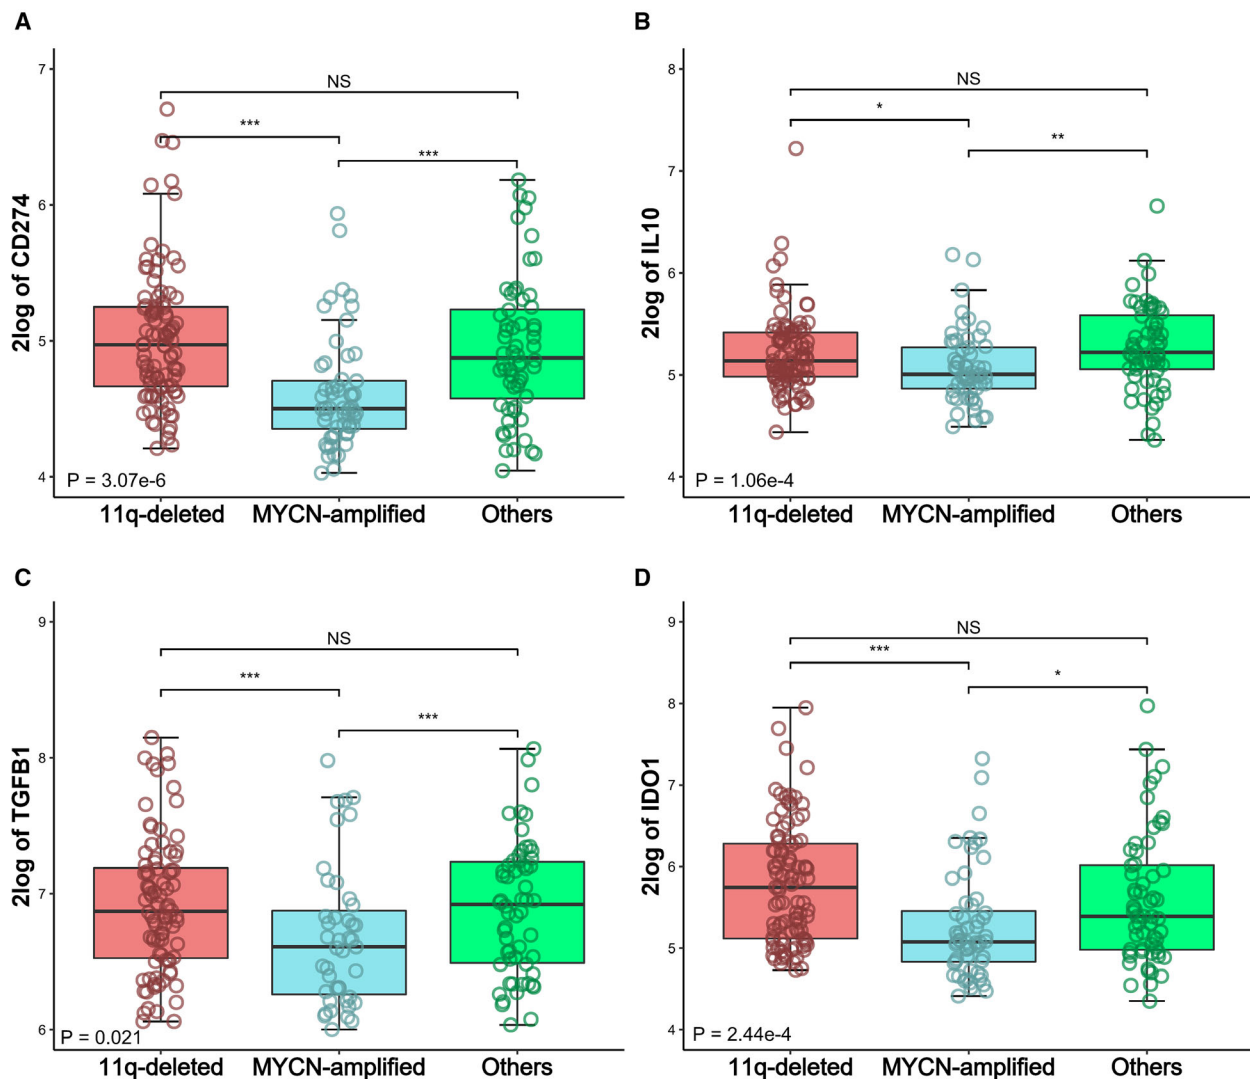 A
2log of CD274
7
6
5
4
NS
***
***
P = 3.07e-6
11q-deleted
MYCN-amplified
Others
B
2log of IL10
8
7
6
5
4
NS
*
**
P = 1.06e-4
11q-deleted
MYCN-amplified
Others
C
2log of TGFB1
9
8
7
6
NS
***
***
P = 0.021
11q-deleted
MYCN-amplified
Others
D
2log of IDO1
9
8
7
6
5
4
NS
***
*
P = 2.44e-4
11q-deleted
MYCN-amplified
Others